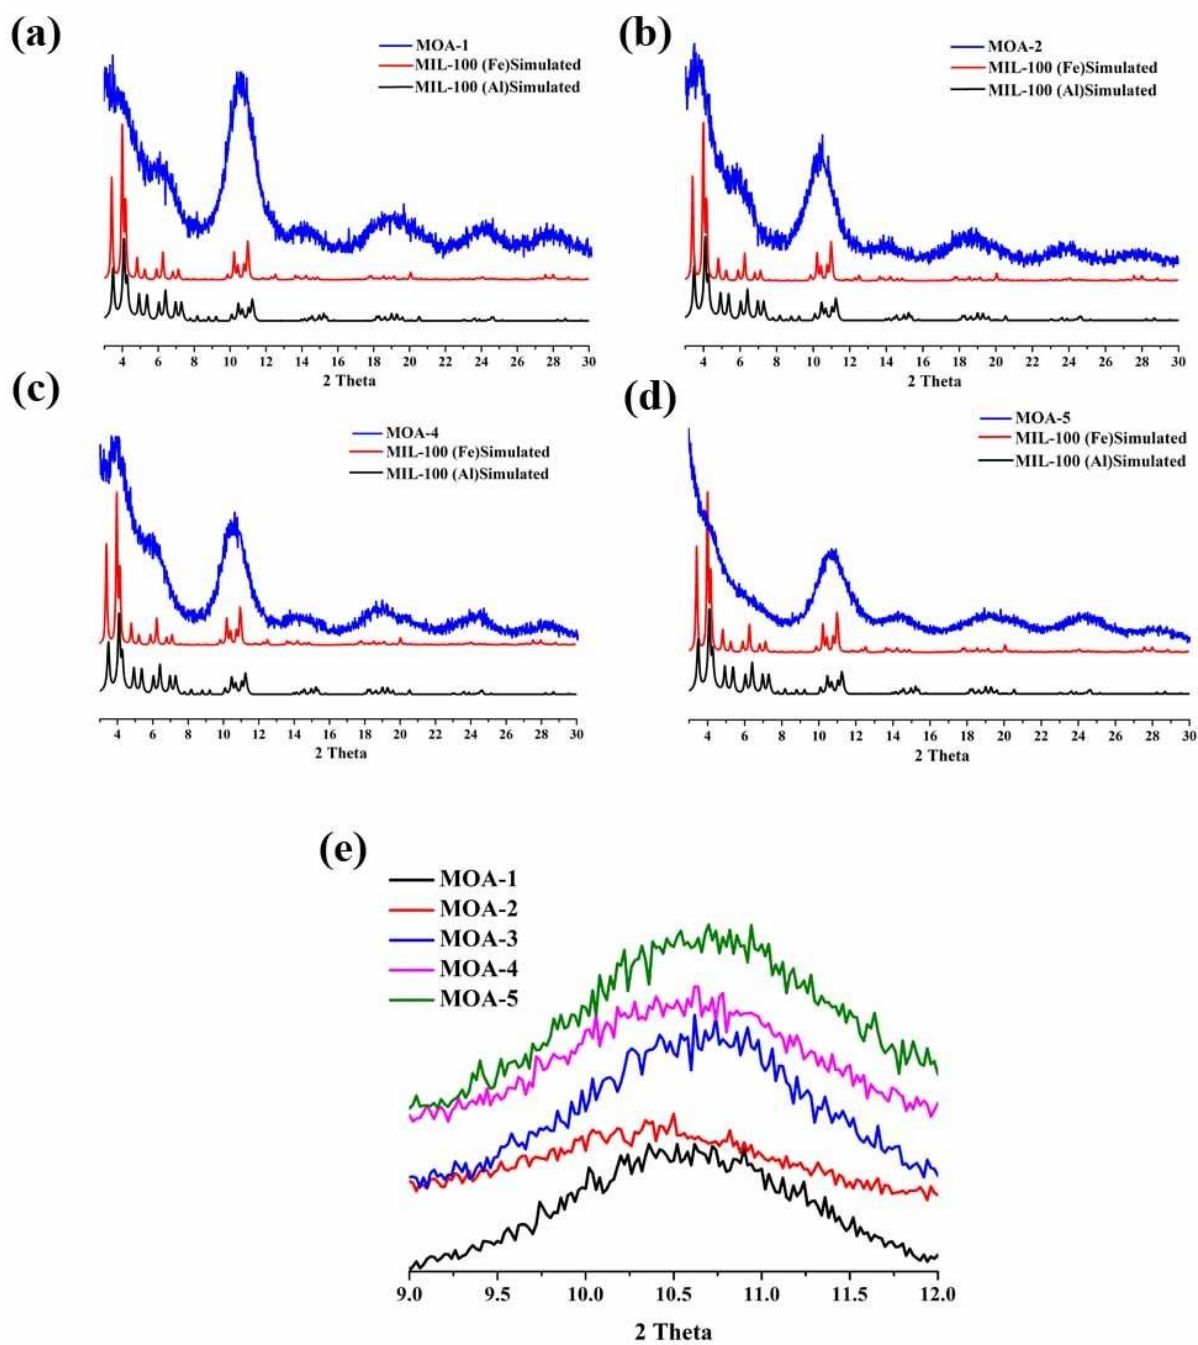 (a)
MOA-1
MIL-100 (Fe)Simulated
MIL-100 (Al)Simulated
4 6 8 10 12 14 16 18 20 22 24 26 28 30
2 Theta
(b)
MOA-2
MIL-100 (Fe)Simulated
MIL-100 (Al)Simulated
4 6 8 10 12 14 16 18 20 22 24 26 28 30
2 Theta
(c)
MOA-4
MIL-100 (Fe)Simulated
MIL-100 (Al)Simulated
4 6 8 10 12 14 16 18 20 22 24 26 28 30
2 Theta
(d)
MOA-5
MIL-100 (Fe)Simulated
MIL-100 (Al)Simulated
4 6 8 10 12 14 16 18 20 22 24 26 28 30
2 Theta
(e)
MOA-1
MOA-2
MOA-3
MOA-4
MOA-5
9.0 9.5 10.0 10.5 11.0 11.5 12.0
2 Theta